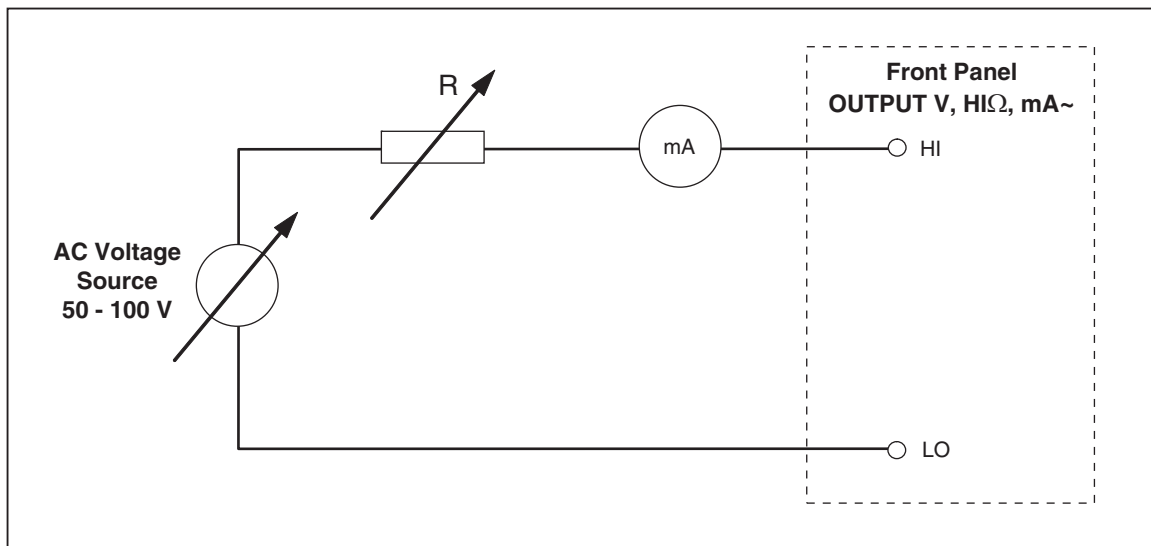 R
Front Panel
OUTPUT V, HIΩ, mA~
mA
HI
AC Voltage
Source
50 - 100 V
LO